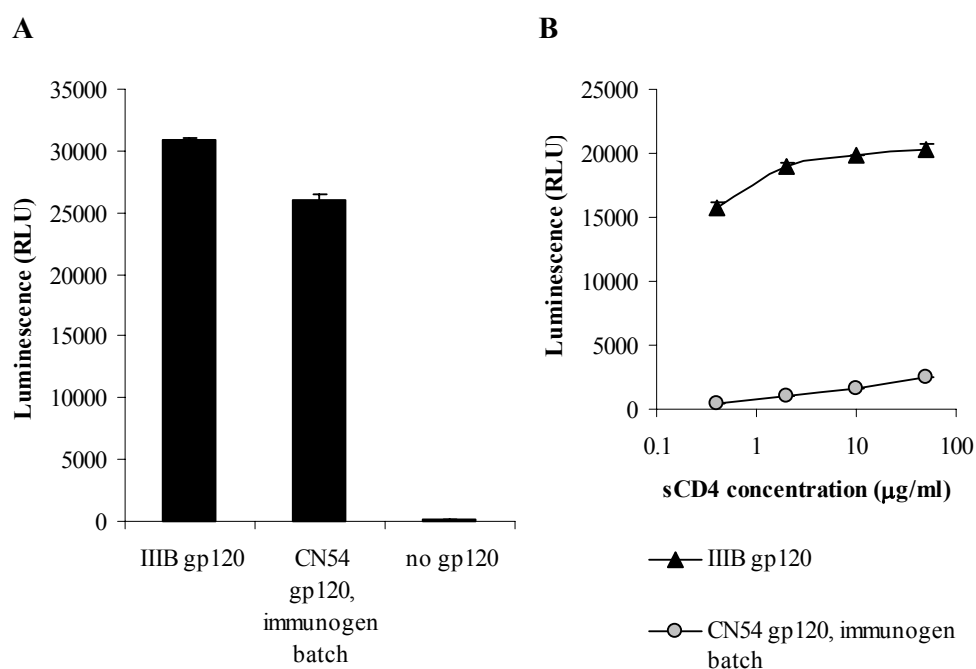 A
35000
30000
25000
20000
15000
10000
5000
0
Luminescence (RLU)
IIIB gp120
CN54
gp120,
immunogen
batch
no gp120
B
25000
20000
15000
10000
5000
0
Luminescence (RLU)
0.1
1
10
100
sCD4 concentration (μg/ml)
IIIB gp120
CN54 gp120, immunogen
batch